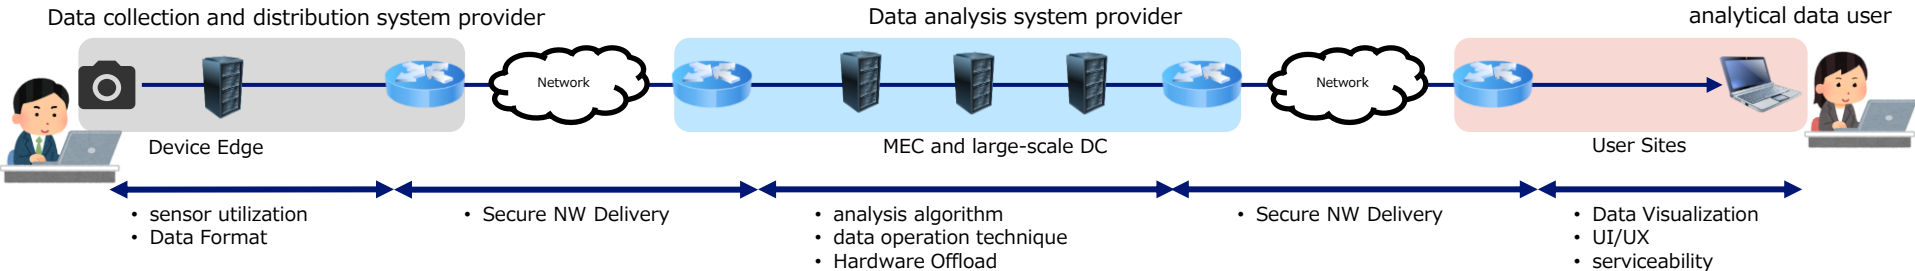 Data collection and distribution system provider
Data analysis system provider
analytical data user
Network
Network
Device Edge
MEC and large-scale DC
User Sites
• sensor utilization
• Data Format
• Secure NW Delivery
• analysis algorithm
• data operation technique
• Hardware Offload
• Secure NW Delivery
• Data Visualization
• UI/UX
• serviceability